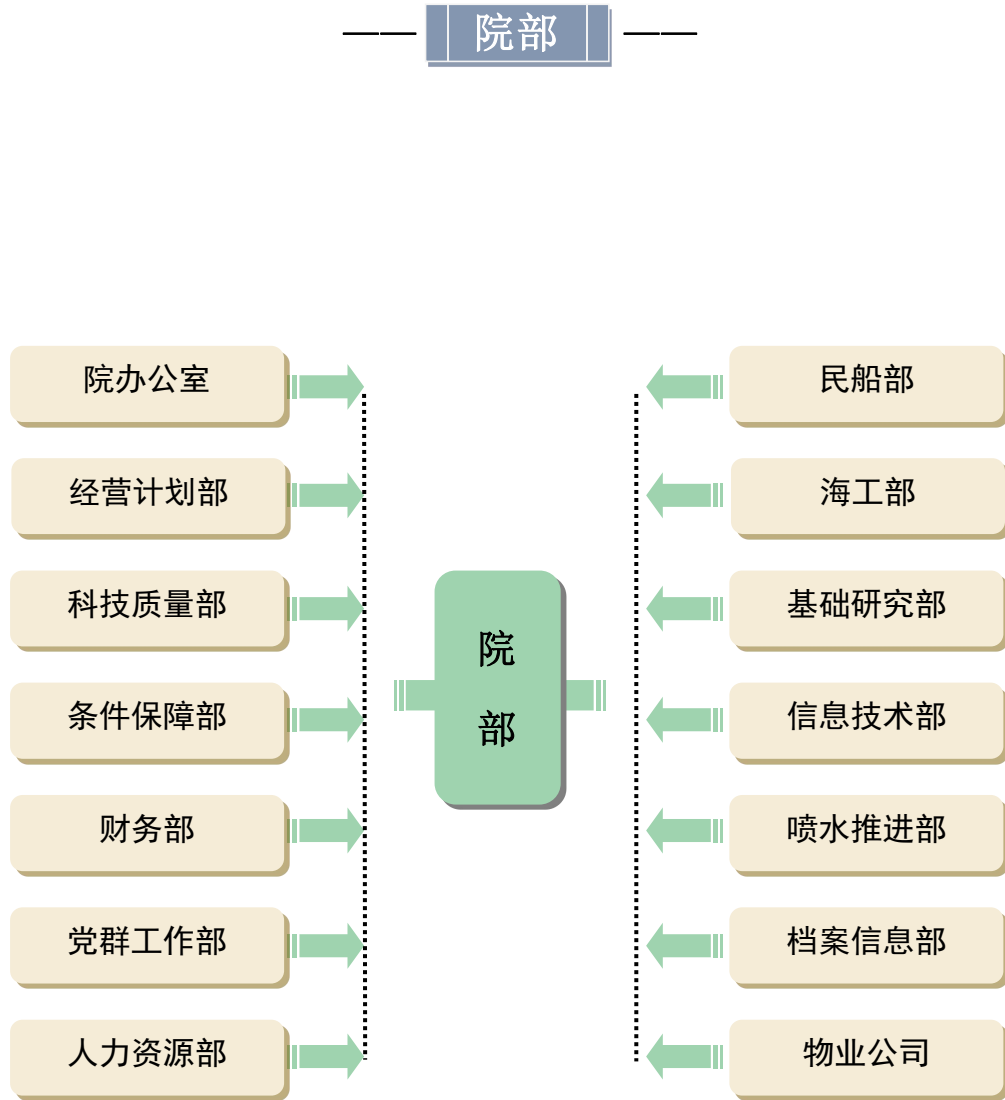 院部
院办公室
经营计划部
科技质量部
条件保障部
财务部
党群工作部
人力资源部
院
部
民船部
海工部
基础研究部
信息技术部
喷水推进部
档案信息部
物业公司